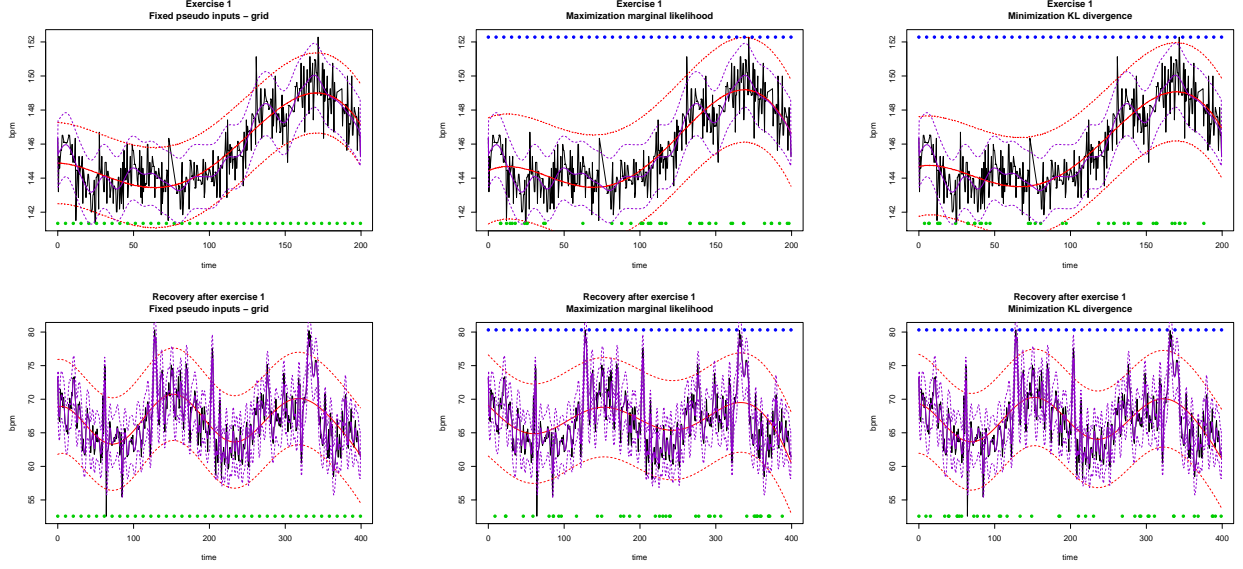 Exercise 1
Fixed pseudo inputs – grid
bpm
142 144 146 148 150 152
0 50 100 150 200
time
Exercise 1
Maximization marginal likelihood
bpm
142 144 146 148 150 152
0 50 100 150 200
time
Exercise 1
Minimization KL divergence
bpm
142 144 146 148 150 152
0 50 100 150 200
time
Recovery after exercise 1
Fixed pseudo inputs – grid
bpm
55 60 65 70 75 80
0 100 200 300 400
time
Recovery after exercise 1
Maximization marginal likelihood
bpm
55 60 65 70 75 80
0 100 200 300 400
time
Recovery after exercise 1
Minimization KL divergence
bpm
55 60 65 70 75 80
0 100 200 300 400
time